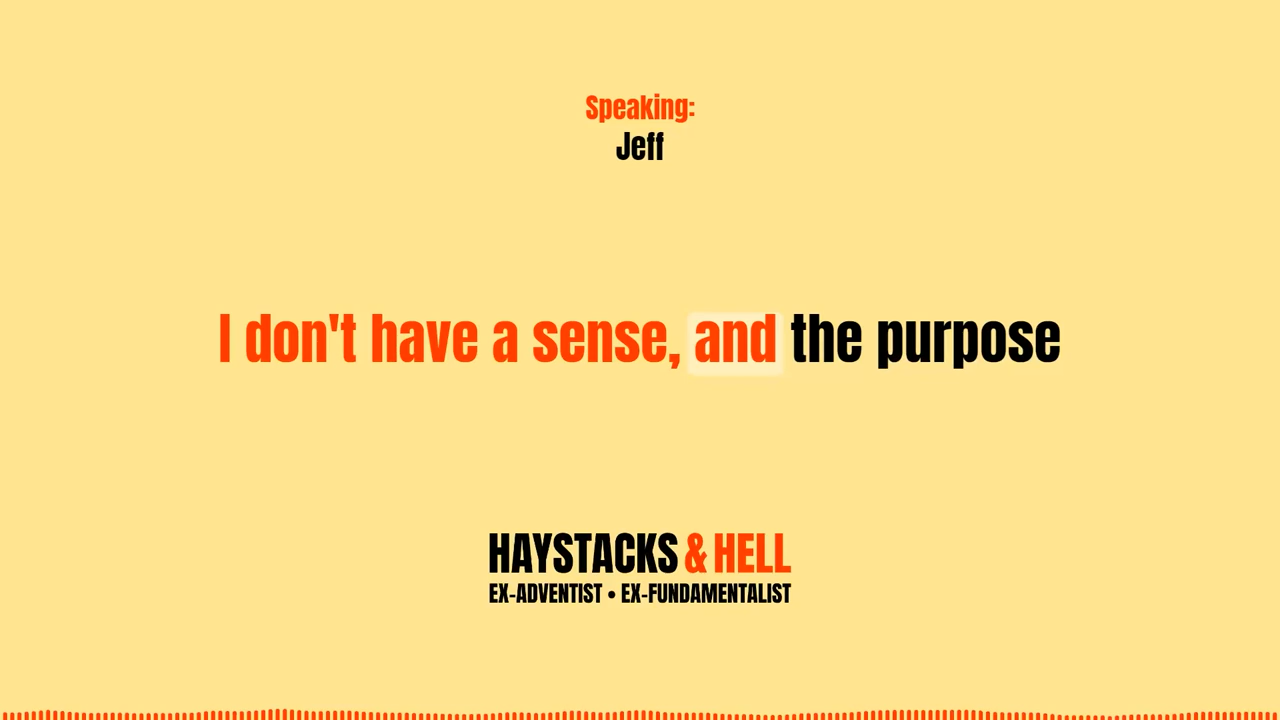 Speaking:
Jeff
I don't have a sense, and the purpose
HAYSTACKS & HELL
EX-ADVENTIST • EX-FUNDAMENTALIST